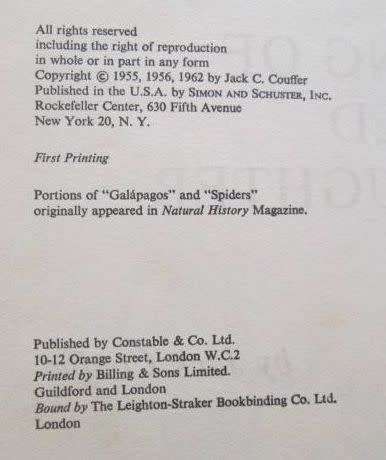 All rights reserved
including the right of reproduction
in whole or in part in any form
Copyright © 1955, 1956, 1962 by Jack C. Couffer
Published in the U.S.A. by SIMON AND SCHUSTER, INC.
Rockefeller Center, 630 Fifth Avenue
New York 20, N. Y.
First Printing
Portions of "Galápagos" and "Spiders"
originally appeared in Natural History Magazine.
Published by Constable & Co. Ltd.
10-12 Orange Street, London W.C.2
Printed by Billing & Sons Limited.
Guildford and London
Bound by The Leighton-Straker Bookbinding Co. Ltd.
London